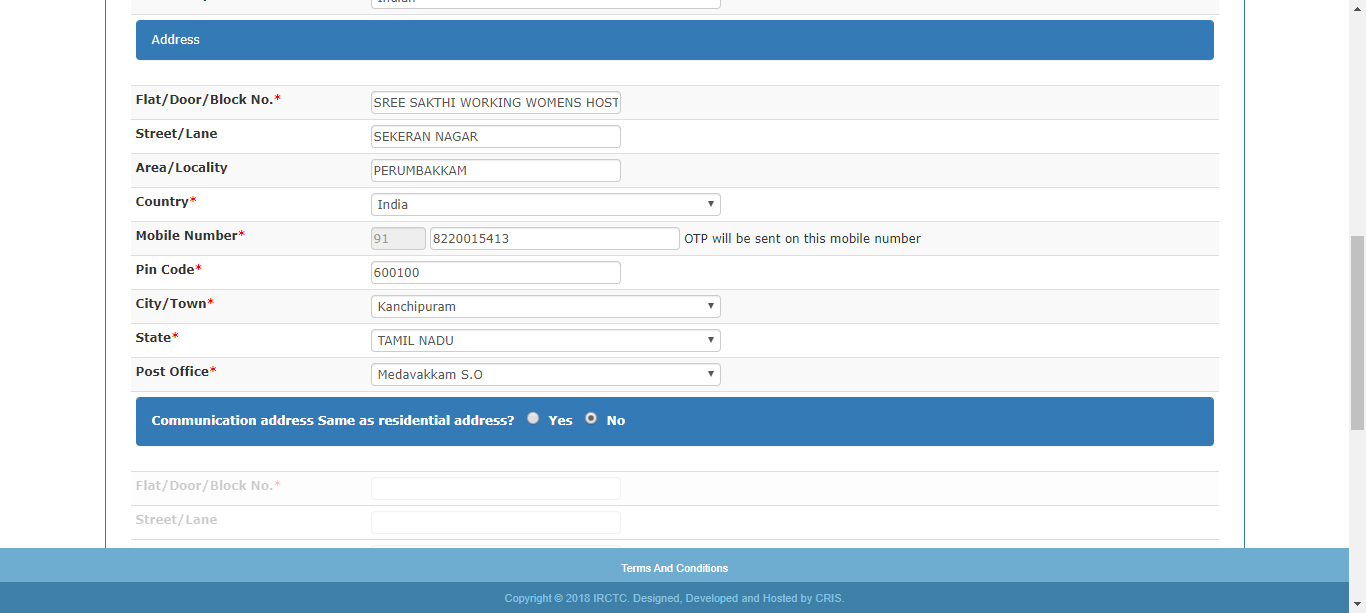 Address
Flat/Door/Block No.* SREE SAKTHI WORKING WOMENS HOST
Street/Lane SEKERAN NAGAR
Area/Locality PERUMBAKKAM
Country* India
Mobile Number* 91 8220015413 OTP will be sent on this mobile number
Pin Code* 600100
City/Town* Kanchipuram
State* TAMIL NADU
Post Office* Medavakkam S.O
Communication address Same as residential address? Yes No
Flat/Door/Block No.*
Street/Lane
Terms And Conditions
Copyright © 2018 IRCTC. Designed, Developed and Hosted by CRIS.